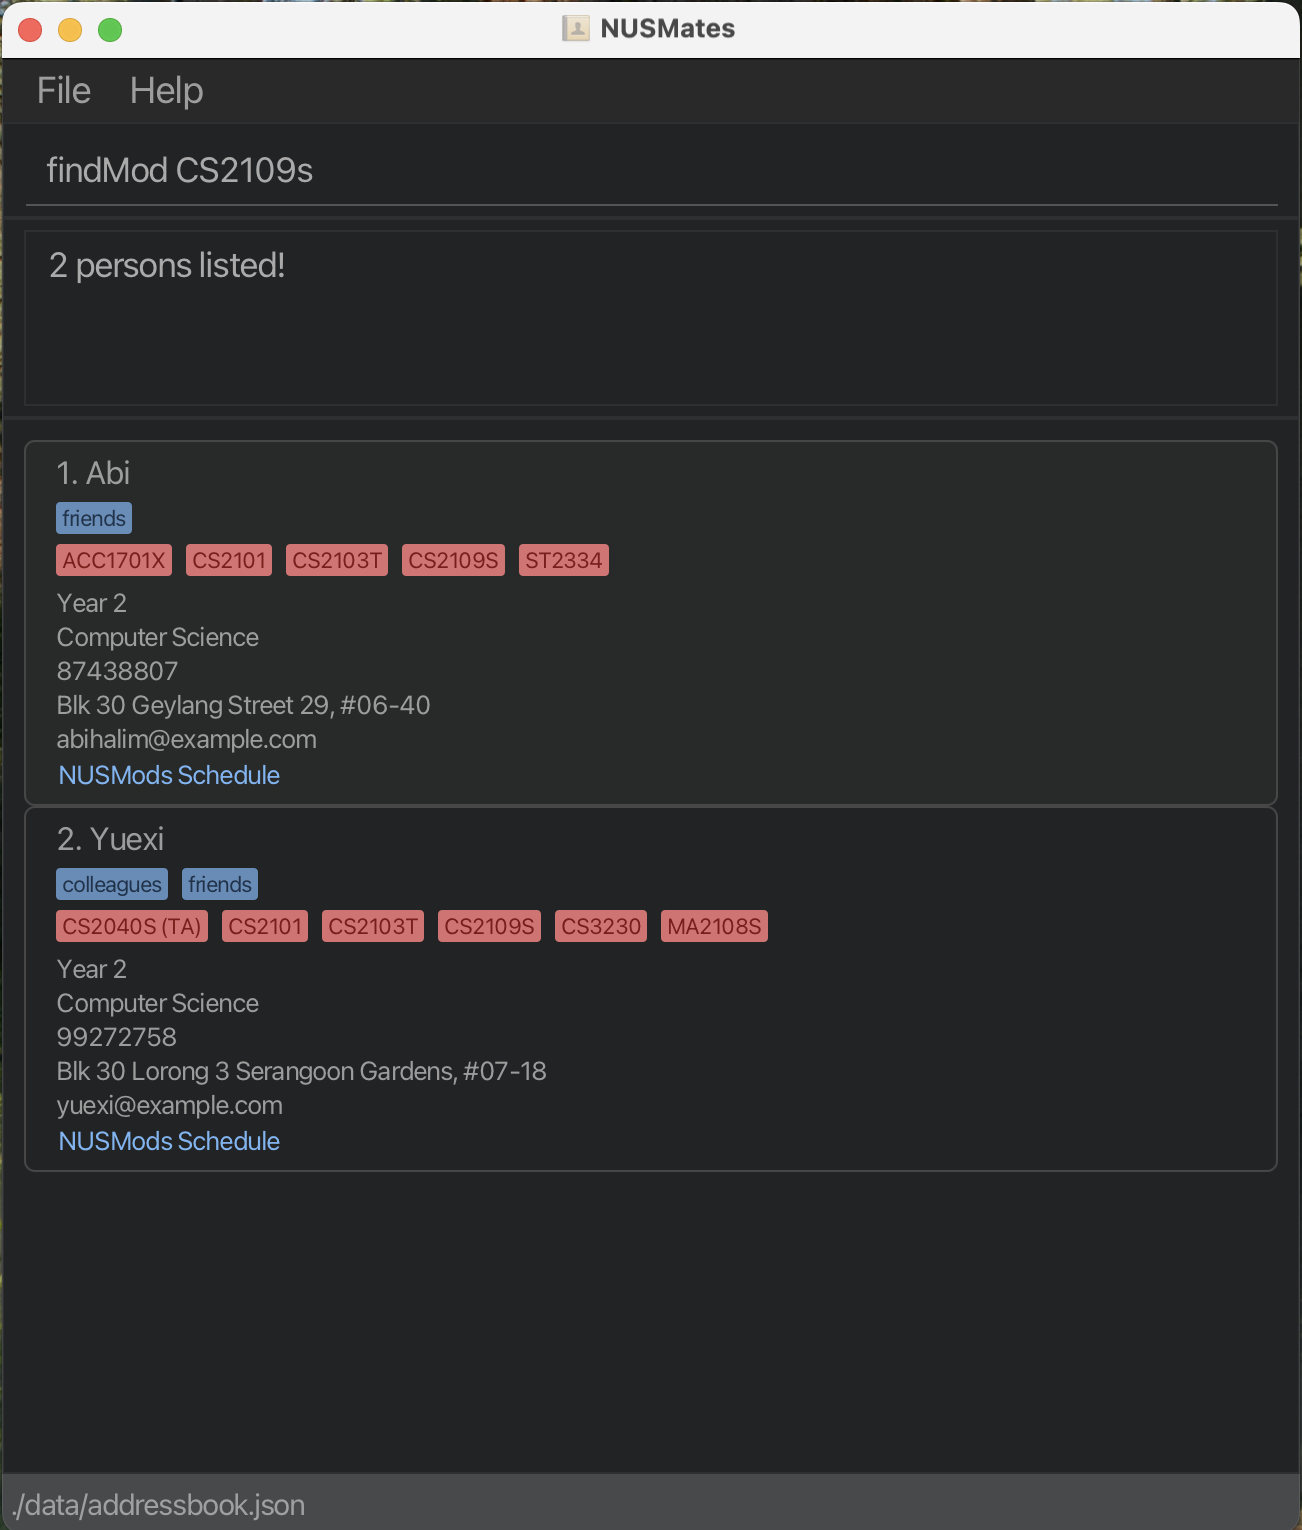 NUSMates
File Help
findMod CS2109s
2 persons listed!
1. Abi
friends
ACC1701X CS2101 CS2103T CS2109S ST2334
Year 2
Computer Science
87438807
Blk 30 Geylang Street 29, #06-40
abihalim@example.com
NUSMods Schedule
2. Yuexi
colleagues friends
CS2040S (TA) CS2101 CS2103T CS2109S CS3230 MA2108S
Year 2
Computer Science
99272758
Blk 30 Lorong 3 Serangoon Gardens, #07-18
yuexi@example.com
NUSMods Schedule
./data/addressbook.json